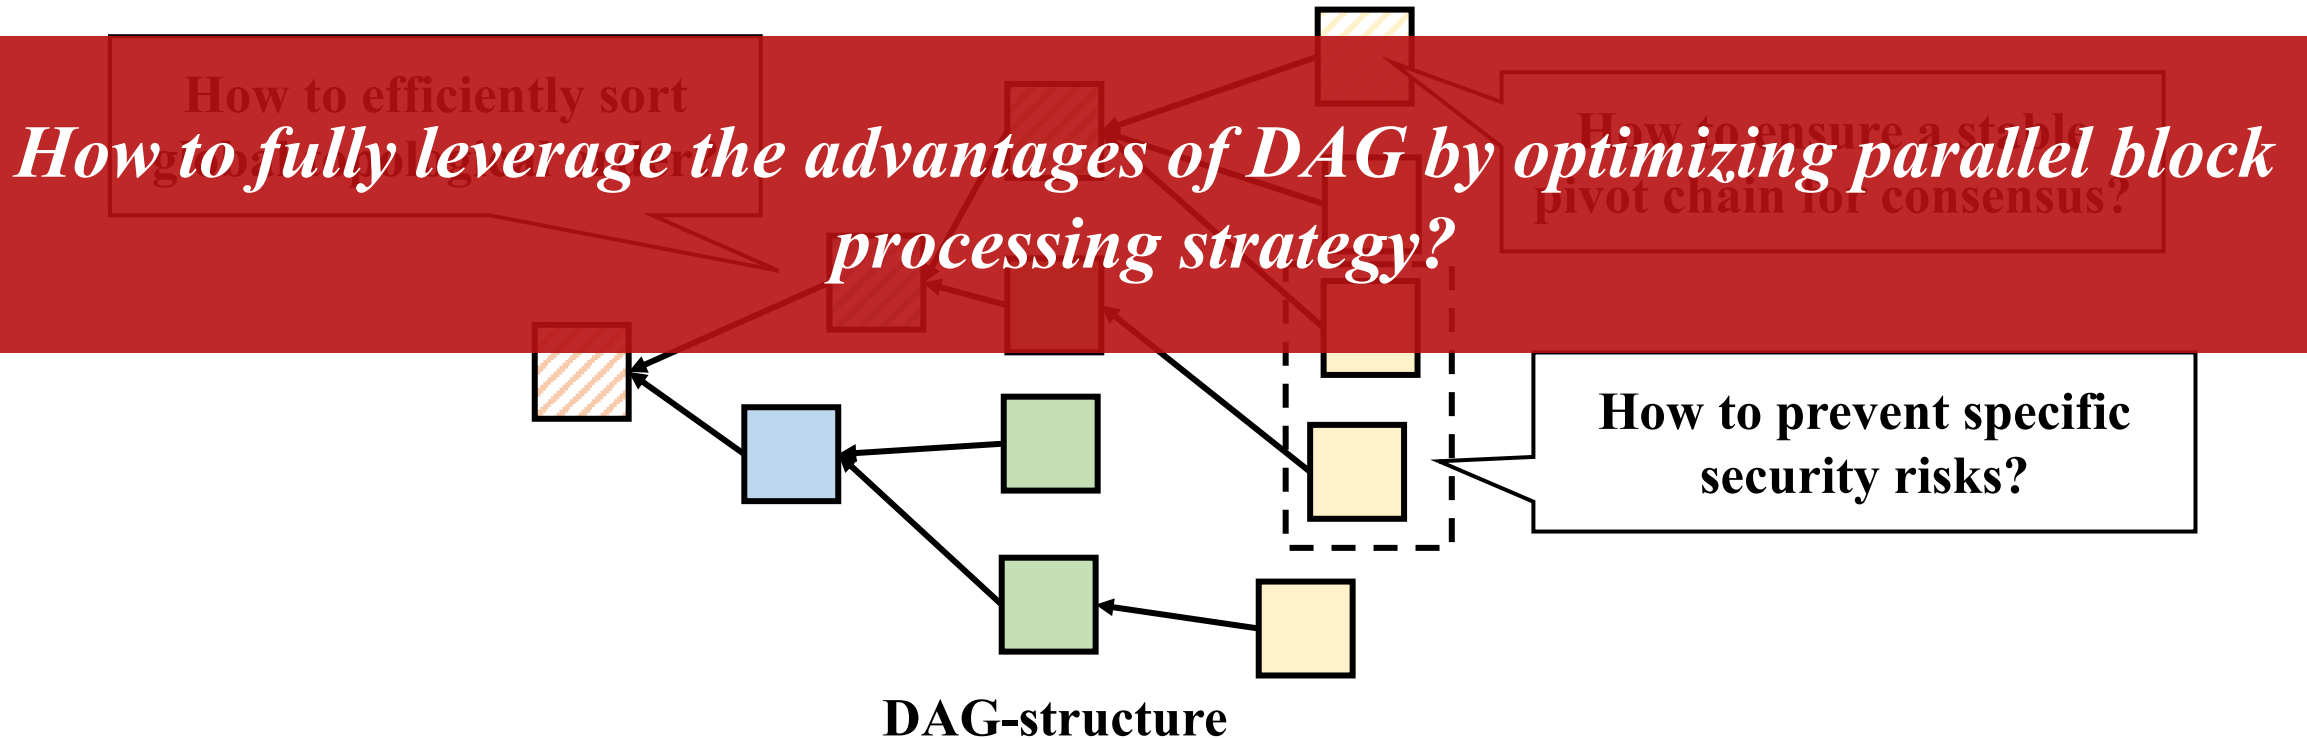 How to efficiently sort
How to fully leverage the advantages of DAG by optimizing parallel block
processing strategy?
How to ensure a stable
pivot chain for consensus?
How to prevent specific
security risks?
DAG-structure